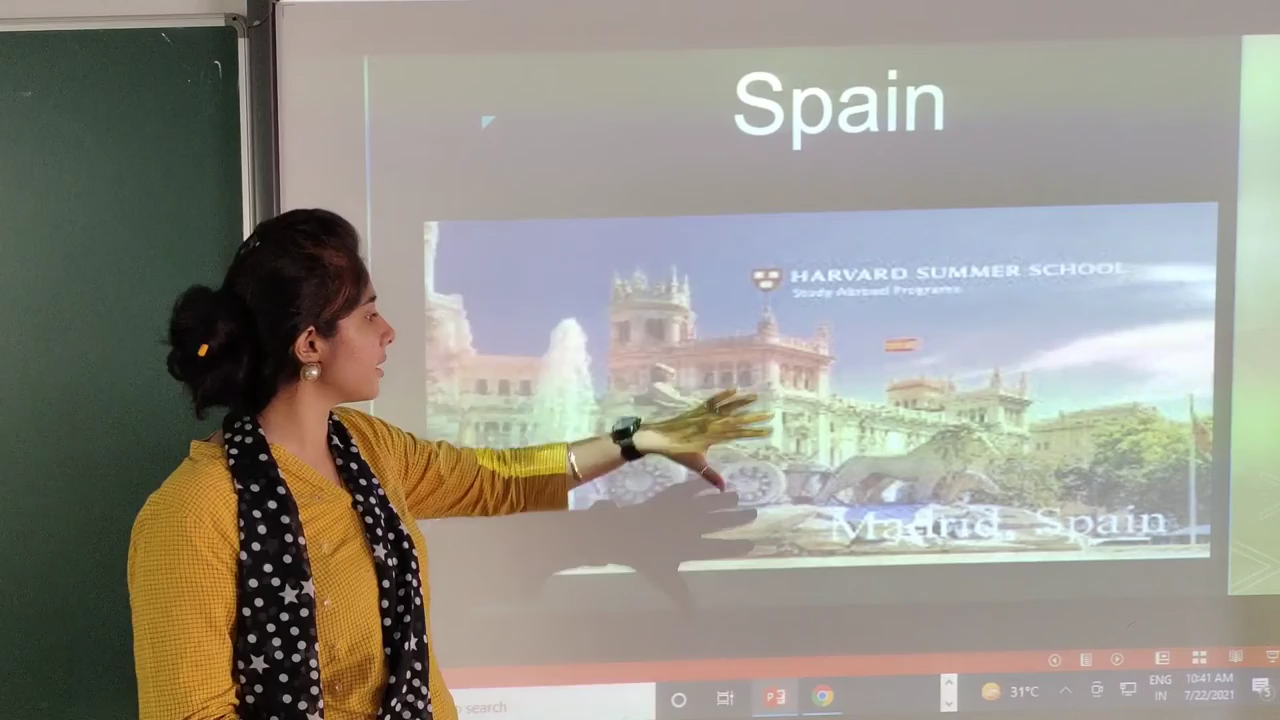 Spain
HARVARD SUMMER SCHOOL
Study Abroad Programs
Madrid, Spain
search
31°C
ENG
IN
10:41 AM
7/22/2021
5